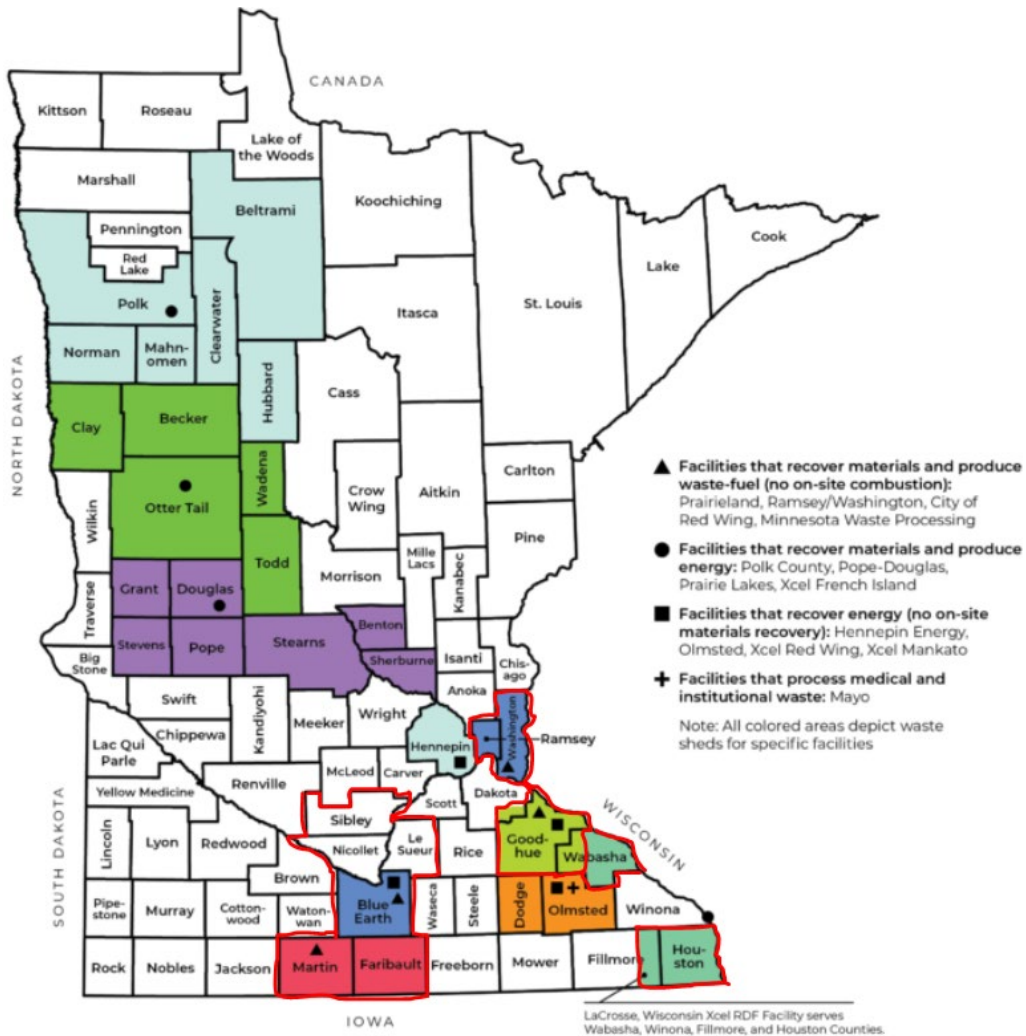 CANADA
Kittson
Roseau
Lake of
the Woods
Marshall
Beltrami
Koochiching
Pennington
Red
Lake
Polk
Clearwater
Cook
Lake
St. Louis
Itasca
Norman
Mahn-
omen
Hubbard
Cass
NORTH DAKOTA
Clay
Becker
Wadena
Otter Tail
Wilkin
Crow
Wing
Aitkin
Carlton
Pine
Todd
Mille
Lacs
Kanabec
Morrison
Traverse
Grant
Douglas
Stevens
Pope
Stearns
Benton
Sherburne
Isanti
Chis-
ago
Big
Stone
Anoka
Swift
Kandiyohi
Meeker
Wright
Chippewa
Washington
Ramsey
Hennepin
Lac Qui
Parle
Renville
McLeod
Carver
Yellow Medicine
Scott
Dakota
WISCONSIN
SOUTH DAKOTA
Sibley
Lincoln
Lyon
Redwood
Nicollet
Le
Sueur
Rice
Good-
hue
Wabasha
Brown
Pipe-
stone
Murray
Cotton-
wood
Waton-
wan
Blue
Earth
Waseca
Steele
Dodge
Olmsted
Winona
Rock
Nobles
Jackson
Martin
Faribault
Freeborn
Mower
Fillmore
Hou-
ston
IOWA
Facilities that recover materials and produce
waste-fuel (no on-site combustion):
Prairieland, Ramsey/Washington, City of
Red Wing, Minnesota Waste Processing
Facilities that recover materials and produce
energy: Polk County, Pope-Douglas,
Prairie Lakes, Xcel French Island
Facilities that recover energy (no on-site
materials recovery): Hennepin Energy,
Olmsted, Xcel Red Wing, Xcel Mankato
Facilities that process medical and
institutional waste: Mayo
Note: All colored areas depict waste
sheds for specific facilities
LaCrosse, Wisconsin Xcel RDF Facility serves
Wabasha, Winona, Fillmore, and Houston Counties.